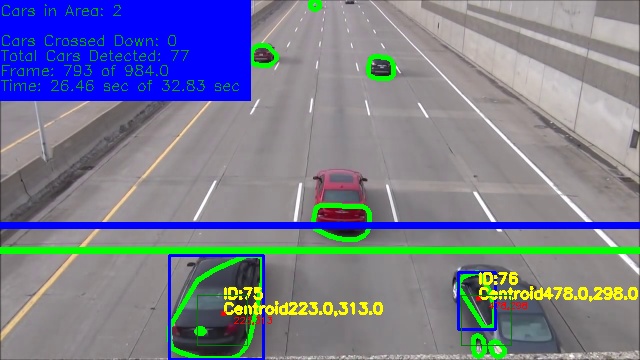 Cars in Area: 2
Cars Crossed Down: 0
Total Cars Detected: 77
Frame: 793 of 984.0
Time: 26.46 sec of 32.83 sec
ID:75
Centroid223.0,313.0
ID:76
Centroid478.0,298.0